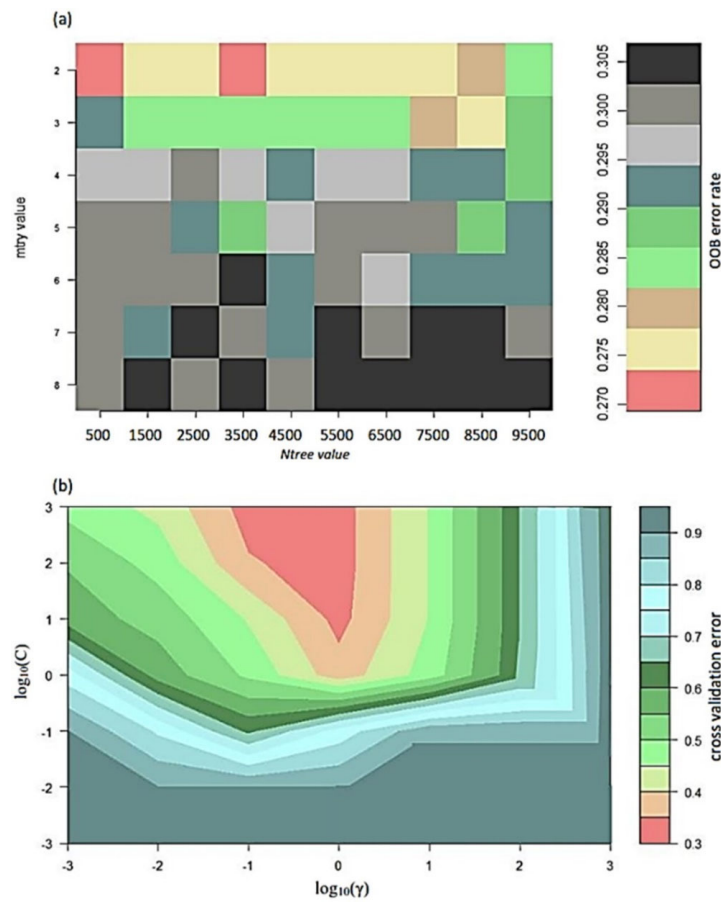 (a)
2
3
4
5
6
7
8
mtry value
500 1500 2500 3500 4500 5500 6500 7500 8500 9500
Ntree value
0.305
0.300
0.295
0.290
0.285
0.280
0.275
0.270
OOB error rate
(b)
3
2
1
0
-1
-2
-3
log10(C)
-3 -2 -1 0 1 2 3
log10(γ)
0.9
0.8
0.7
0.6
0.5
0.4
0.3
cross validation error